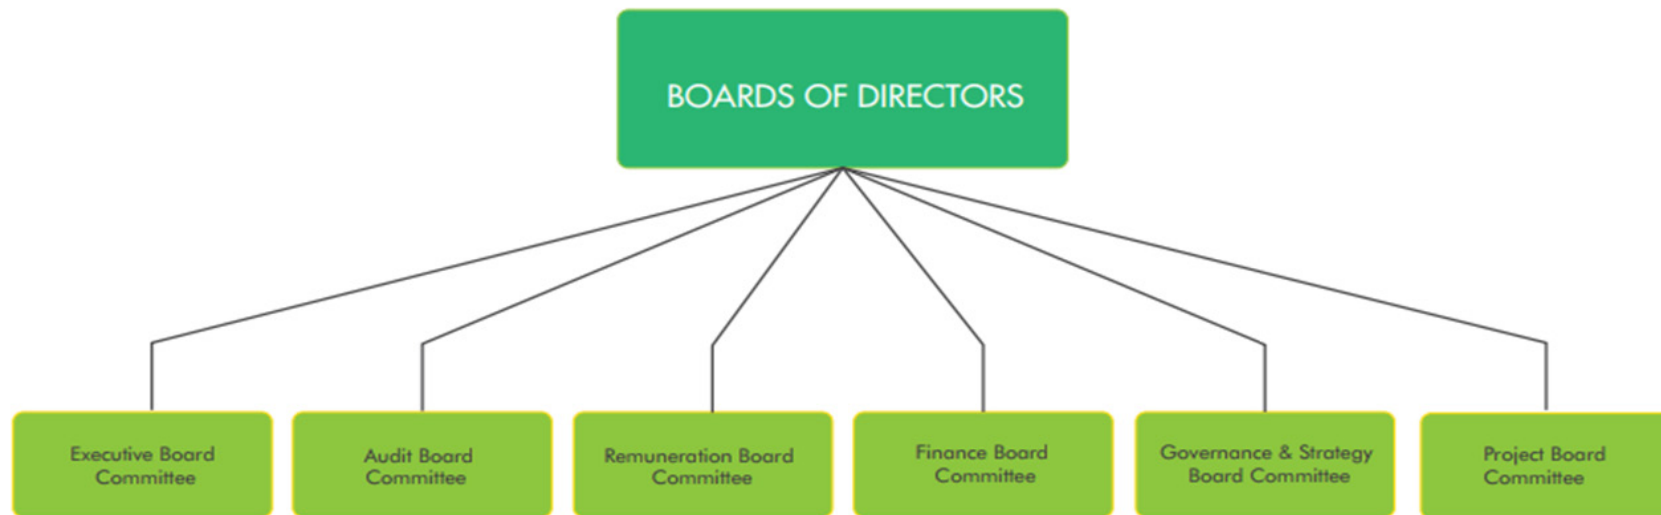 BOARDS OF DIRECTORS
Executive Board
Committee
Audit Board
Committee
Remuneration Board
Committee
Finance Board
Committee
Governance & Strategy
Board Committee
Project Board
Committee